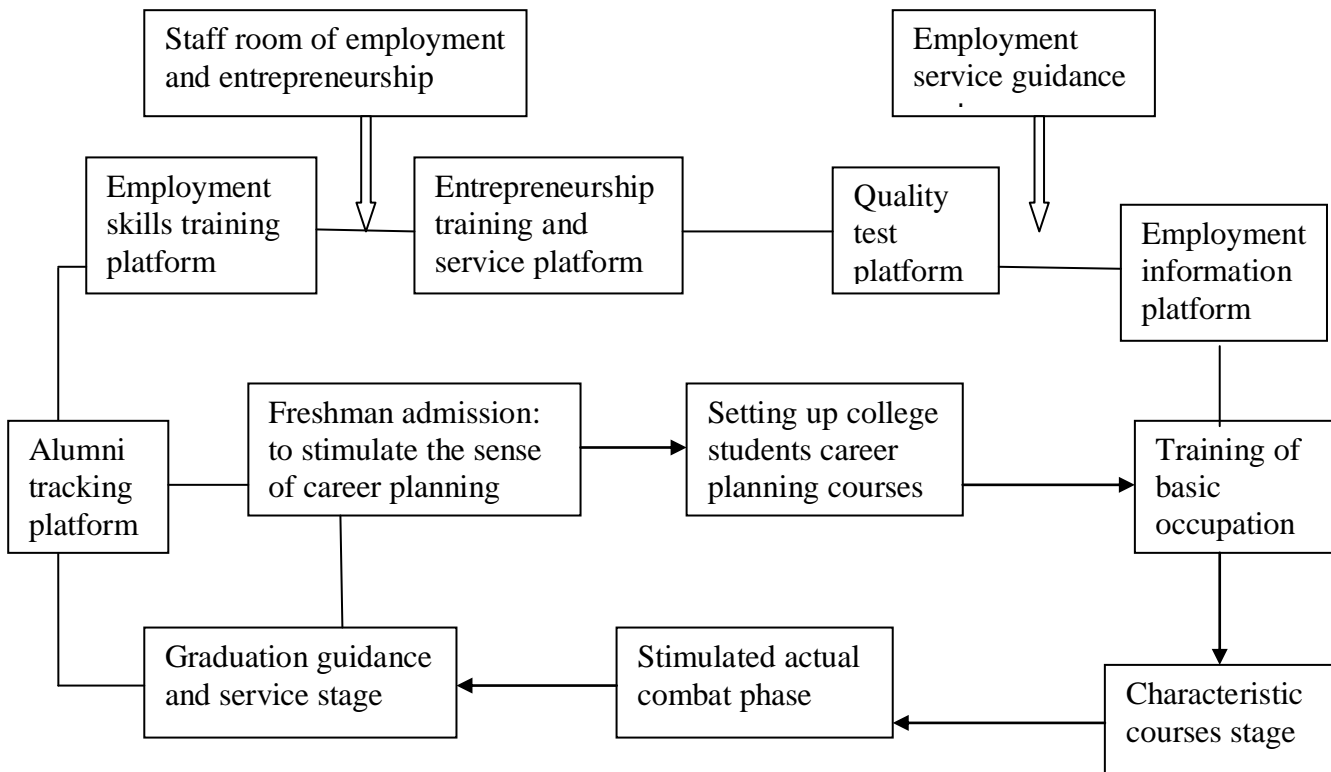 Staff room of employment
and entrepreneurship
Employment
service guidance
Employment
skills training
platform
Entrepreneurship
training and
service platform
Quality
test
platform
Employment
information
platform
Alumni
tracking
platform
Freshman admission:
to stimulate the sense
of career planning
Setting up college
students career
planning courses
Training of
basic
occupation
Graduation guidance
and service stage
Stimulated actual
combat phase
Characteristic
courses stage